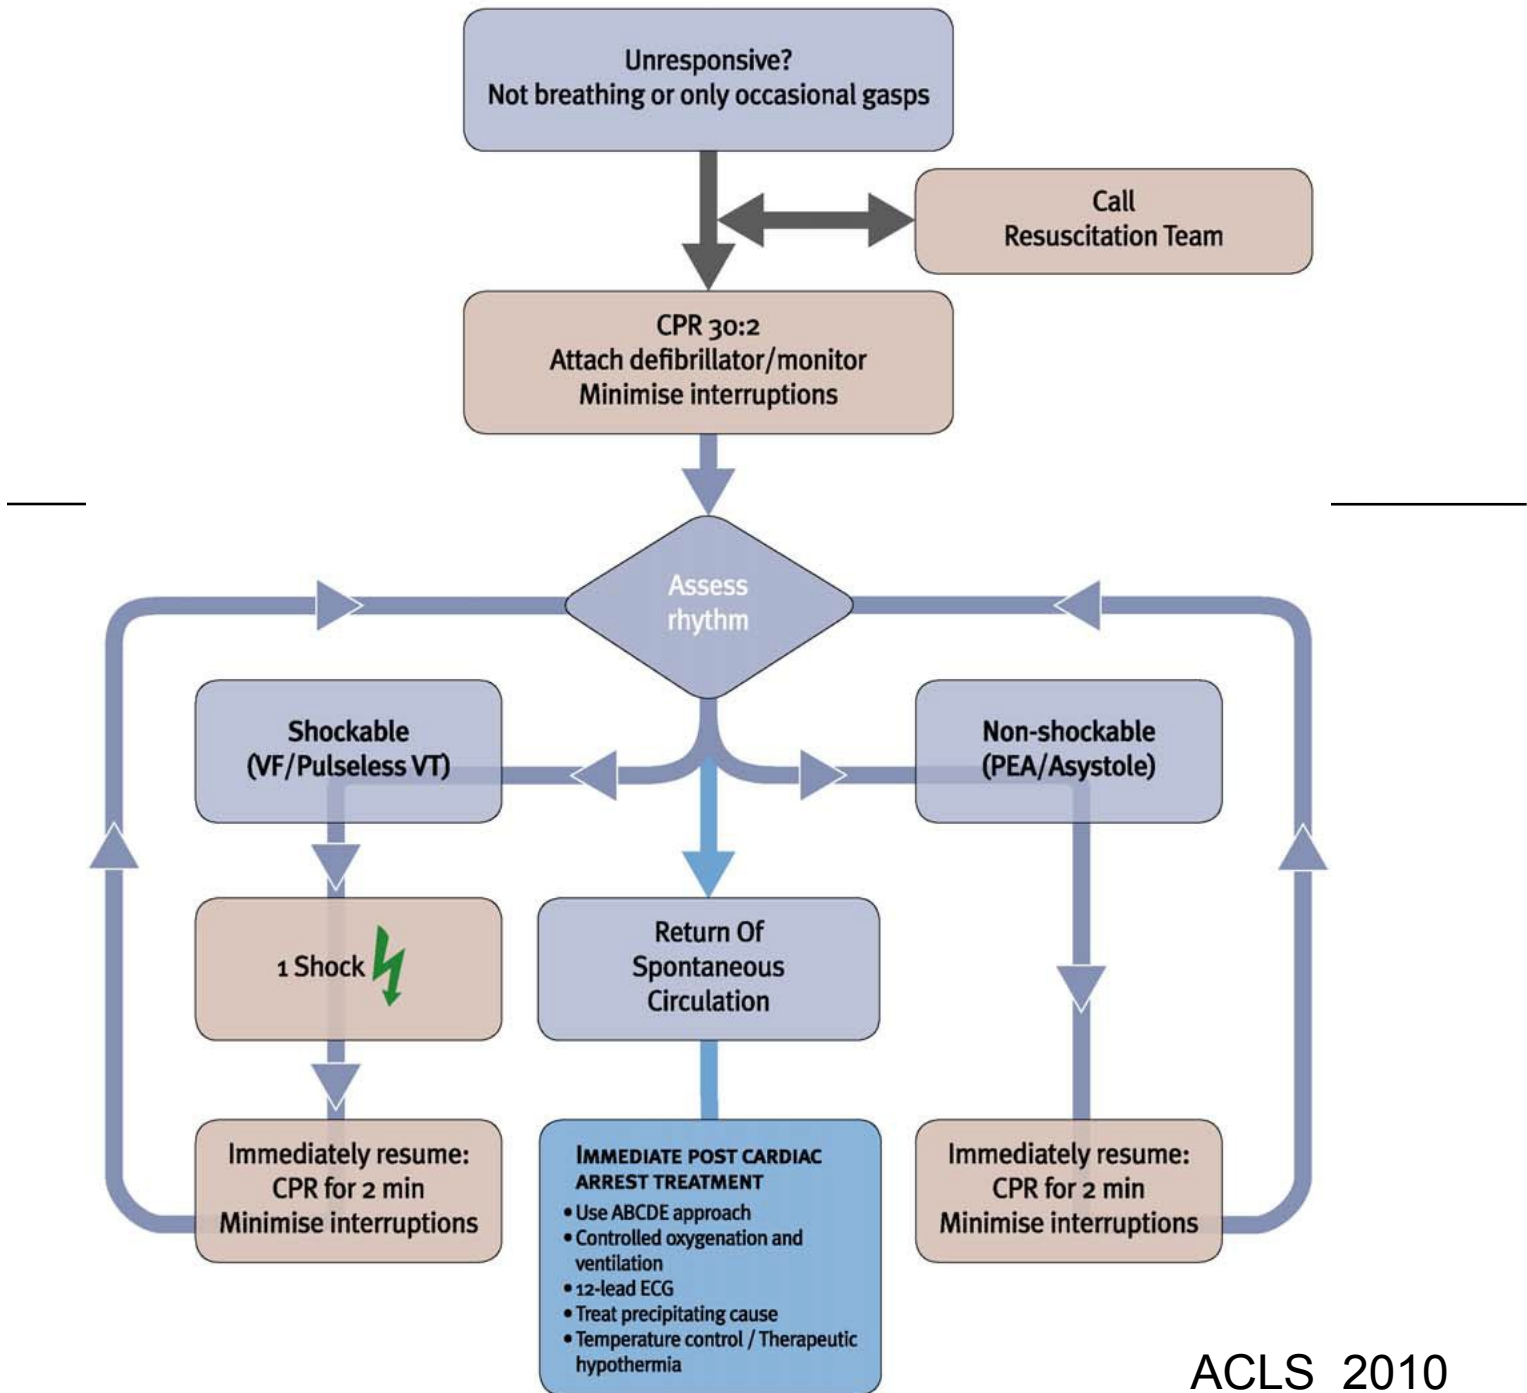 Unresponsive?
Not breathing or only occasional gasps
Call
Resuscitation Team
CPR 30:2
Attach defibrillator/monitor
Minimise interruptions
Assess
rhythm
Shockable
(VF/Pulseless VT)
Non-shockable
(PEA/Asystole)
1 Shock
Return Of
Spontaneous
Circulation
Immediately resume:
CPR for 2 min
Minimise interruptions
IMMEDIATE POST CARDIAC
ARREST TREATMENT
• Use ABCDE approach
• Controlled oxygenation and
ventilation
• 12-lead ECG
• Treat precipitating cause
• Temperature control / Therapeutic
hypothermia
Immediately resume:
CPR for 2 min
Minimise interruptions
ACLS 2010